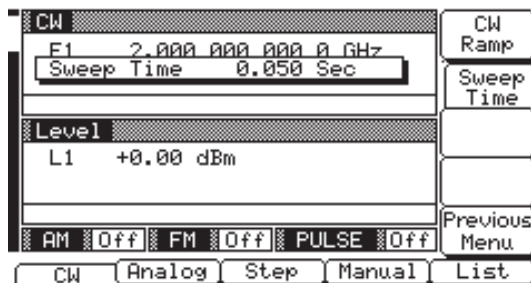 CW
F1 2.000 000 000 0 GHz
Sweep Time 0.050 Sec
Level
L1 +0.00 dBm
AM Off FM Off PULSE Off
CW Analog Step Manual List
CW
Ramp
Sweep
Time
Previous
Menu